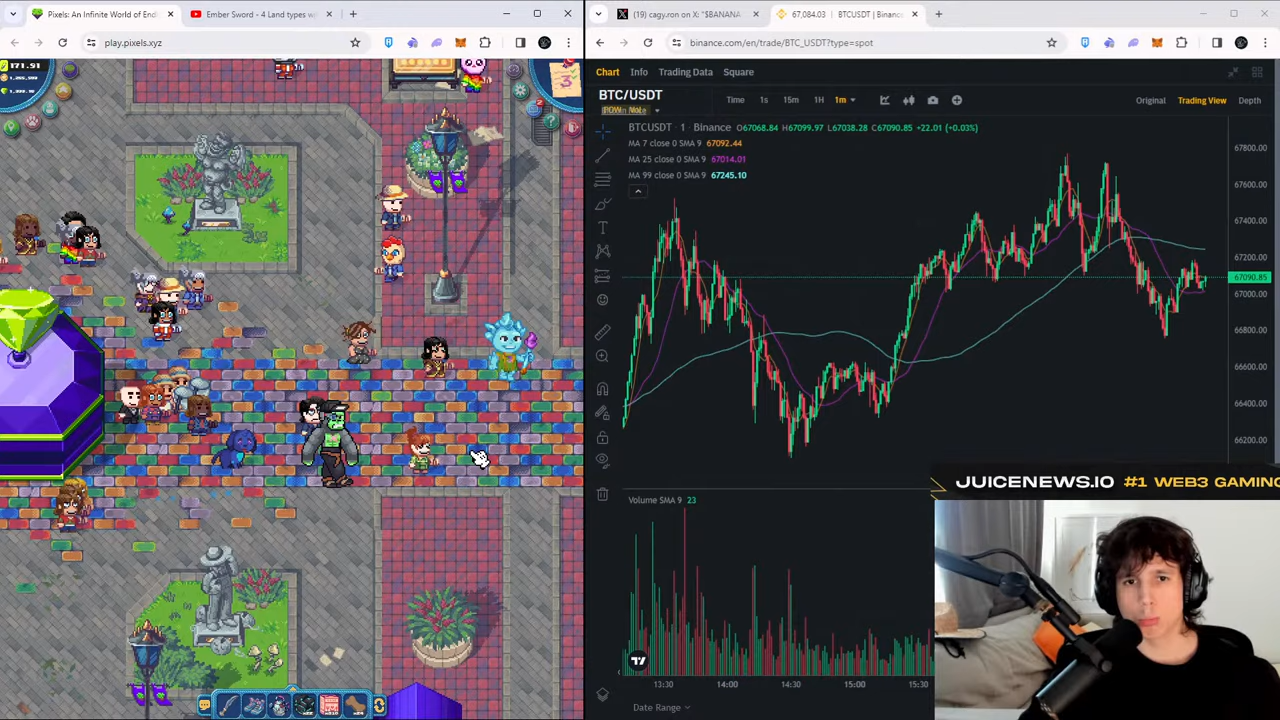 Pixels: An Infinite World of End
Ember Sword - 4 Land types w
play.pixels.xyz
171.91
3
(19) cagy.ron on X: "$BANANA
67,084.03 | BTCUSDT | Binanc
binance.com/en/trade/BTC_USDT?type=spot
Chart Info Trading Data Square
BTC/USDT
Time 1s 15m 1H 1m
Original Trading View Depth
BTCUSDT · 1 · Binance O67068.84 H67099.97 L67038.28 C67090.85 +22.01 (+0.03%)
MA 7 close 0 SMA 9 67092.44
MA 25 close 0 SMA 9 67014.01
MA 99 close 0 SMA 9 67245.10
67800.00
67600.00
67400.00
67200.00
67090.85
67000.00
66800.00
66600.00
66400.00
66200.00
JUICENEWS.IO #1 WEB3 GAMING
Volume SMA 9 23
13:30 14:00 14:30 15:00 15:30
Date Range